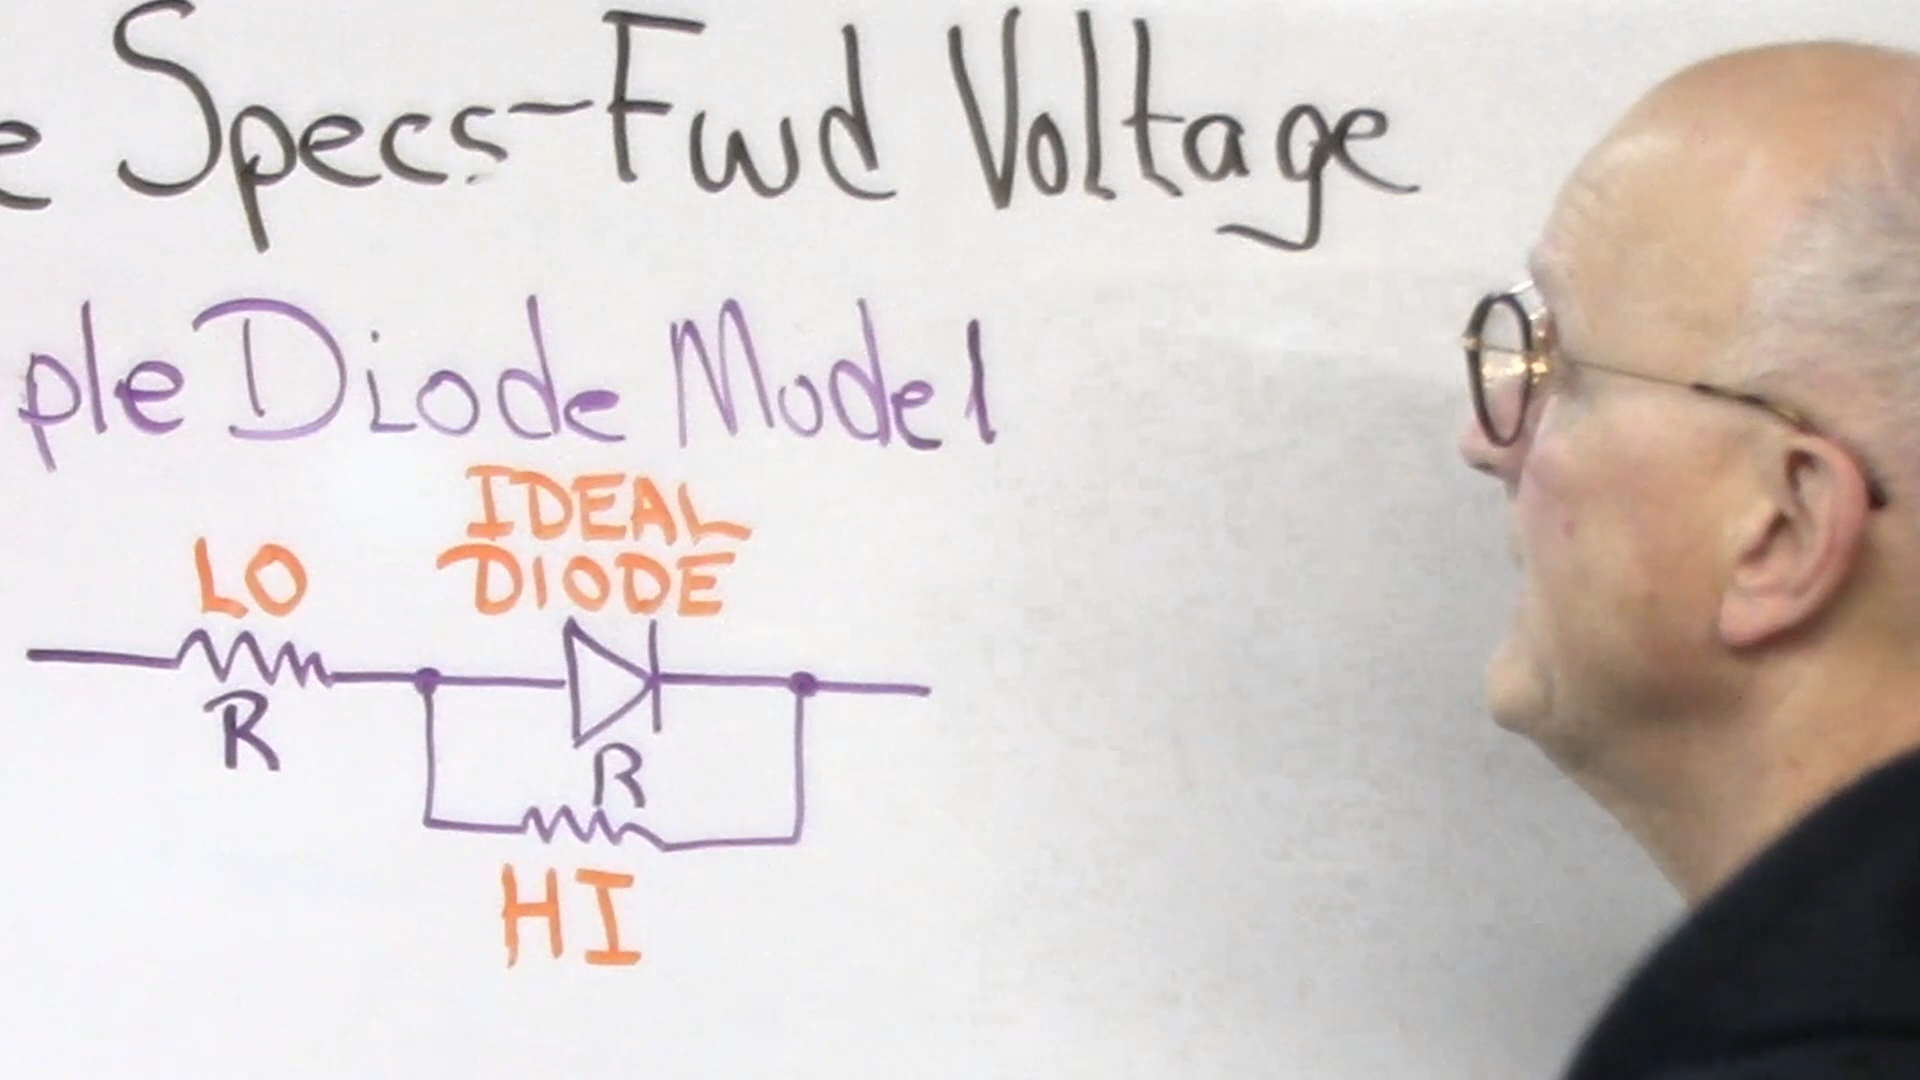 e Specs-Fwd Voltage
ple Diode Model
IDEAL
DIODE
LO
R
R
HI